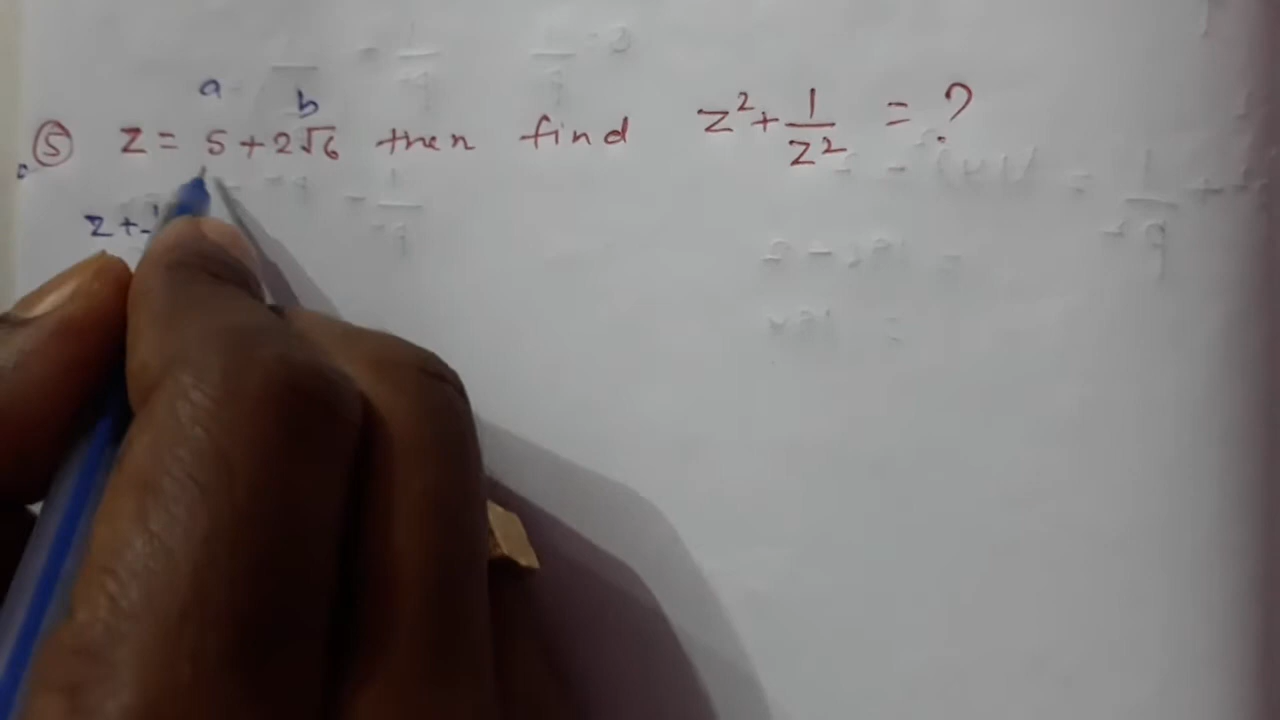 a b
⑤ z = 5 + 2√6 then find z² + 1/z² = ?
z +